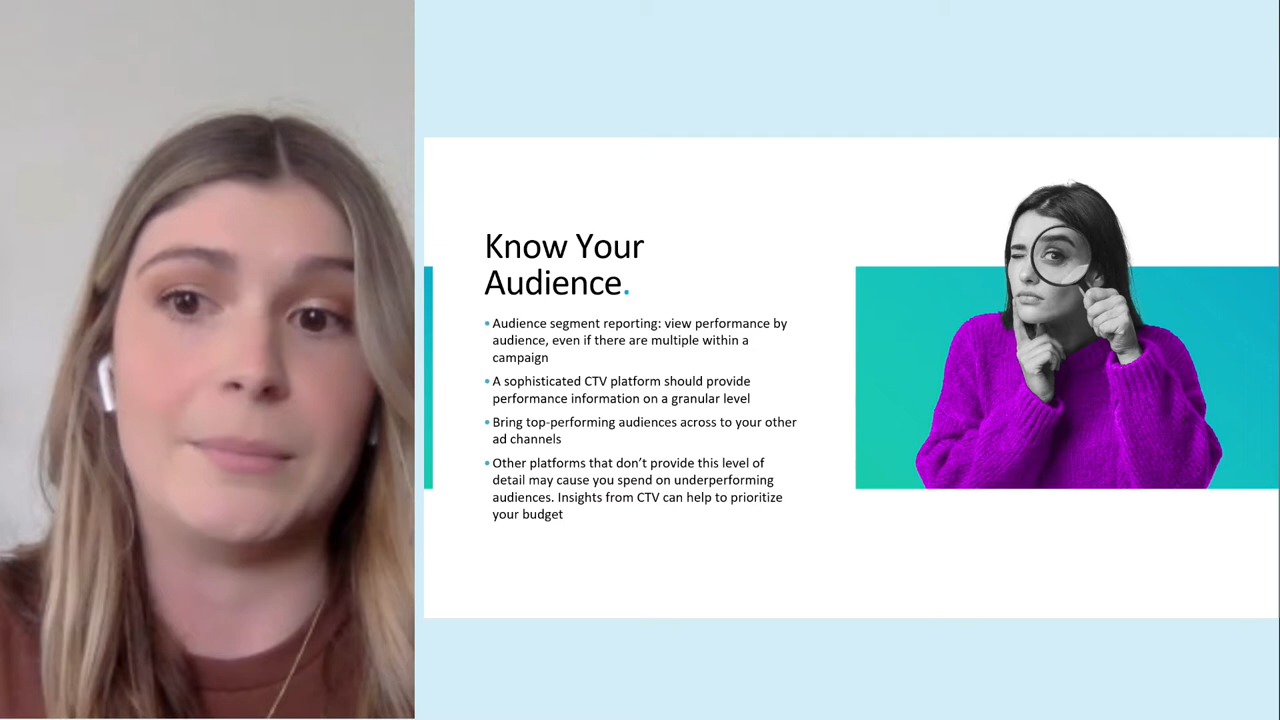 Know Your
Audience.
•Audience segment reporting: view performance by
audience, even if there are multiple within a
campaign
•A sophisticated CTV platform should provide
performance information on a granular level
•Bring top-performing audiences across to your other
ad channels
•Other platforms that don’t provide this level of
detail may cause you spend on underperforming
audiences. Insights from CTV can help to prioritize
your budget